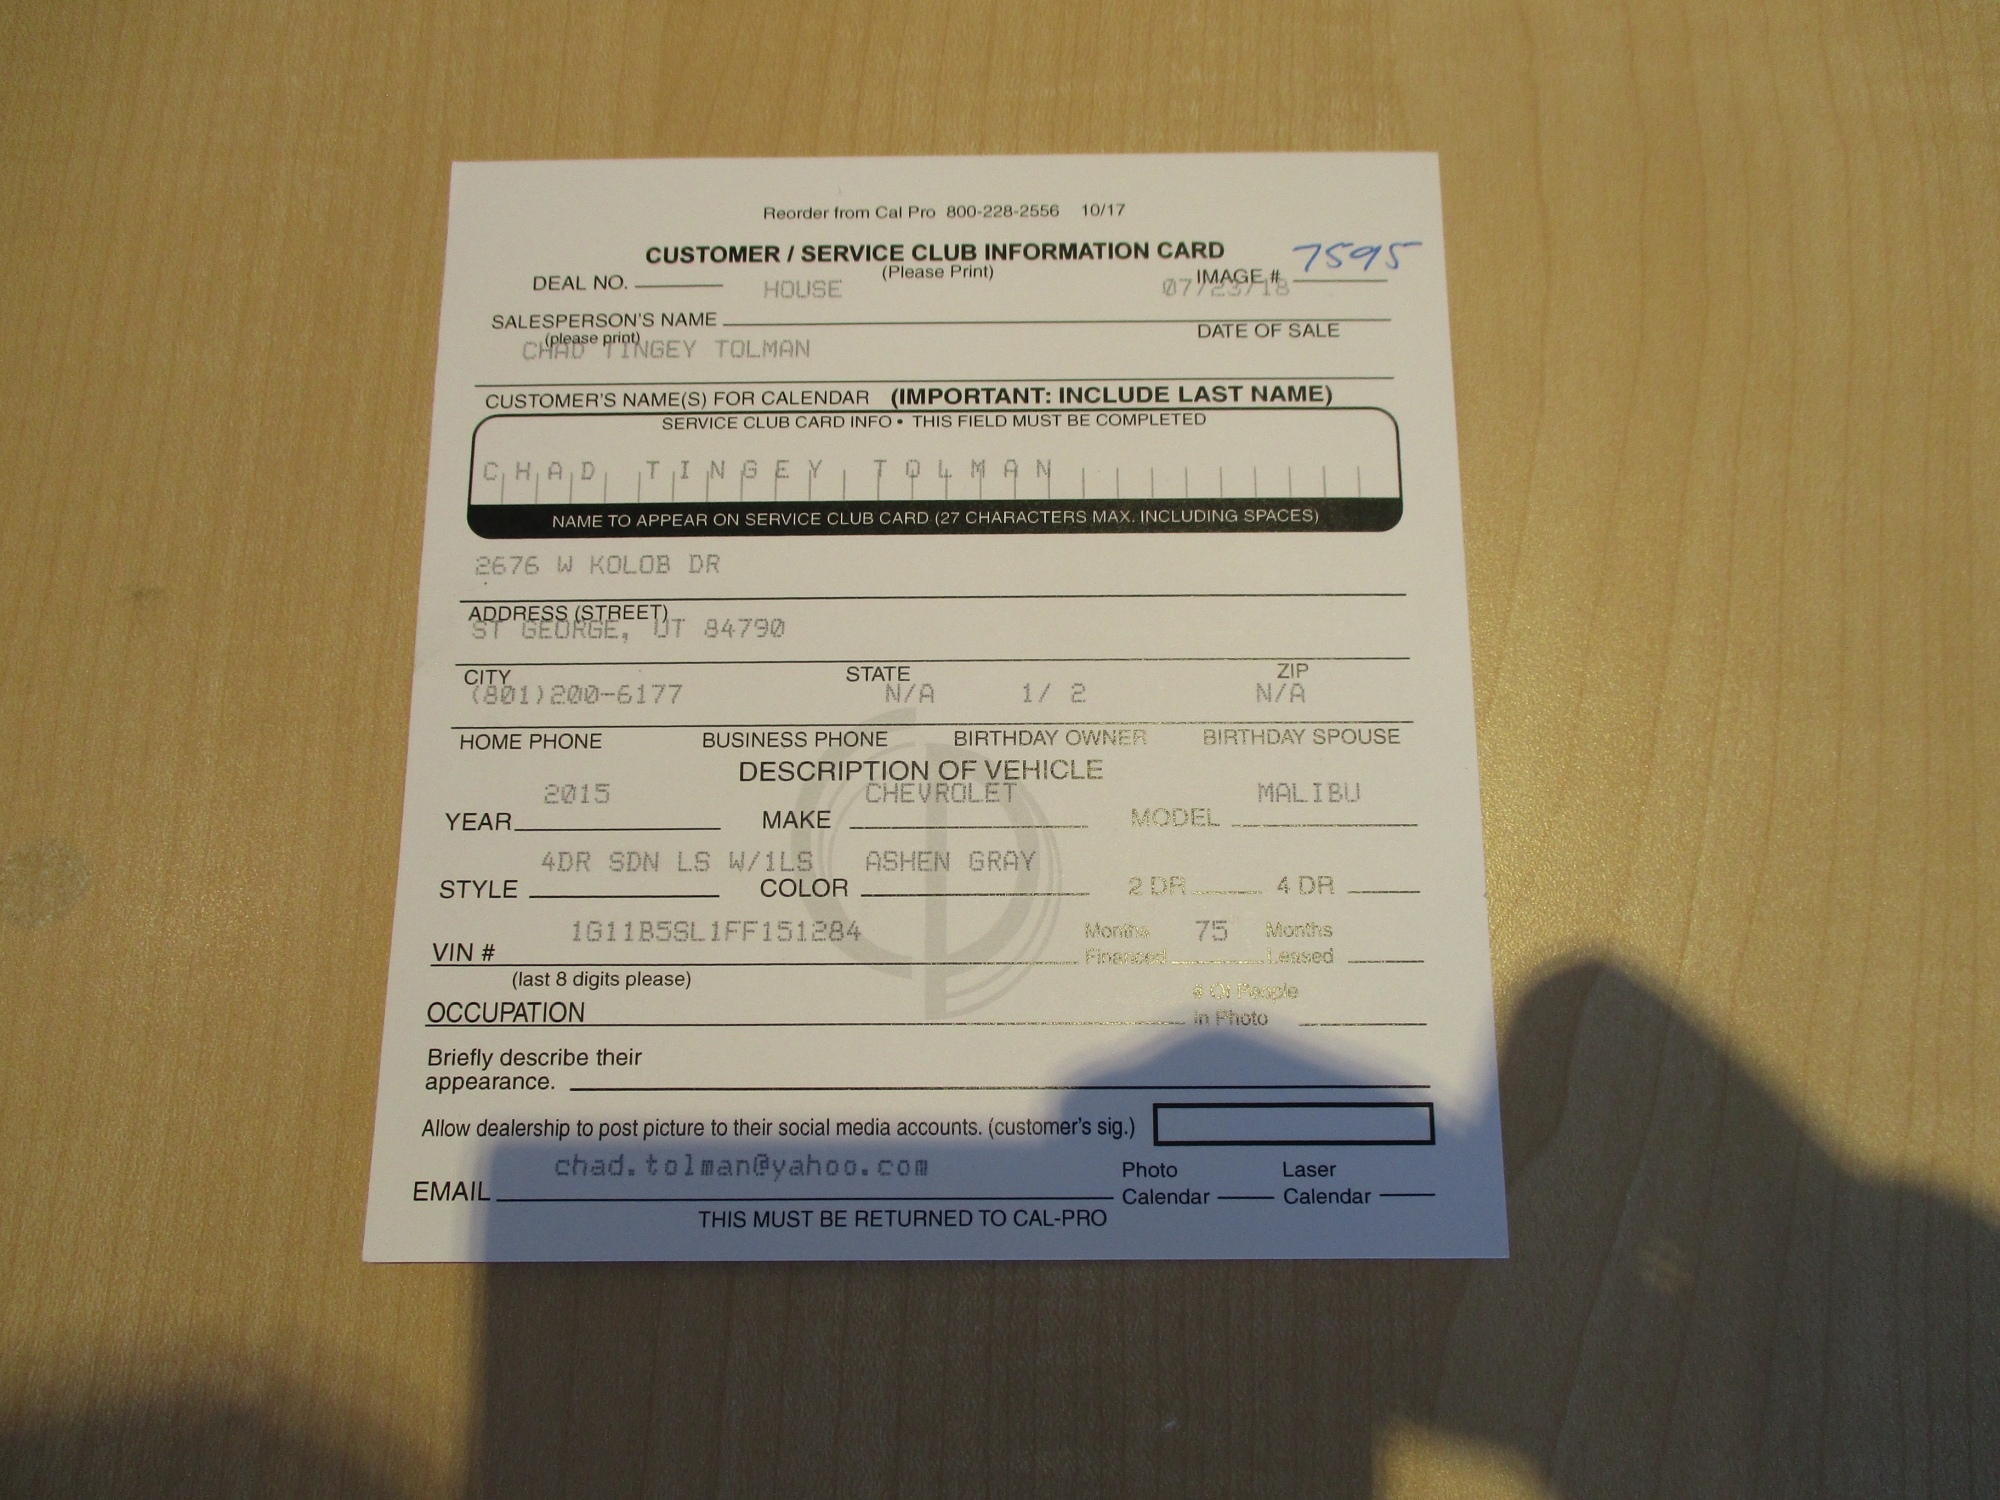 Reorder from Cal Pro 800-228-2556 10/17
CUSTOMER / SERVICE CLUB INFORMATION CARD
(Please Print)
7595
DEAL NO. HOUSE 07/23/18 IMAGE #
SALESPERSON'S NAME DATE OF SALE
(please print)
CHAD TINGEY TOLMAN
CUSTOMER'S NAME(S) FOR CALENDAR (IMPORTANT: INCLUDE LAST NAME)
SERVICE CLUB CARD INFO • THIS FIELD MUST BE COMPLETED
CHAD TINGEY TOLMAN
NAME TO APPEAR ON SERVICE CLUB CARD (27 CHARACTERS MAX. INCLUDING SPACES)
2676 W KOLOB DR
ADDRESS (STREET)
ST GEORGE, UT 84790
CITY STATE ZIP
(801)200-6177 N/A 1/ 2 N/A
HOME PHONE BUSINESS PHONE BIRTHDAY OWNER BIRTHDAY SPOUSE
DESCRIPTION OF VEHICLE
2015 CHEVROLET MALIBU
YEAR MAKE MODEL
4DR SDN LS W/1LS ASHEN GRAY
STYLE COLOR 2 DR 4 DR
1G11B5SL1FF151284 Months 75 Months
VIN # Financed Leased
(last 8 digits please)
# Of People
OCCUPATION In Photo
Briefly describe their
appearance.
Allow dealership to post picture to their social media accounts. (customer's sig.)
chad.tolman@yahoo.com Photo Laser
EMAIL Calendar Calendar
THIS MUST BE RETURNED TO CAL-PRO